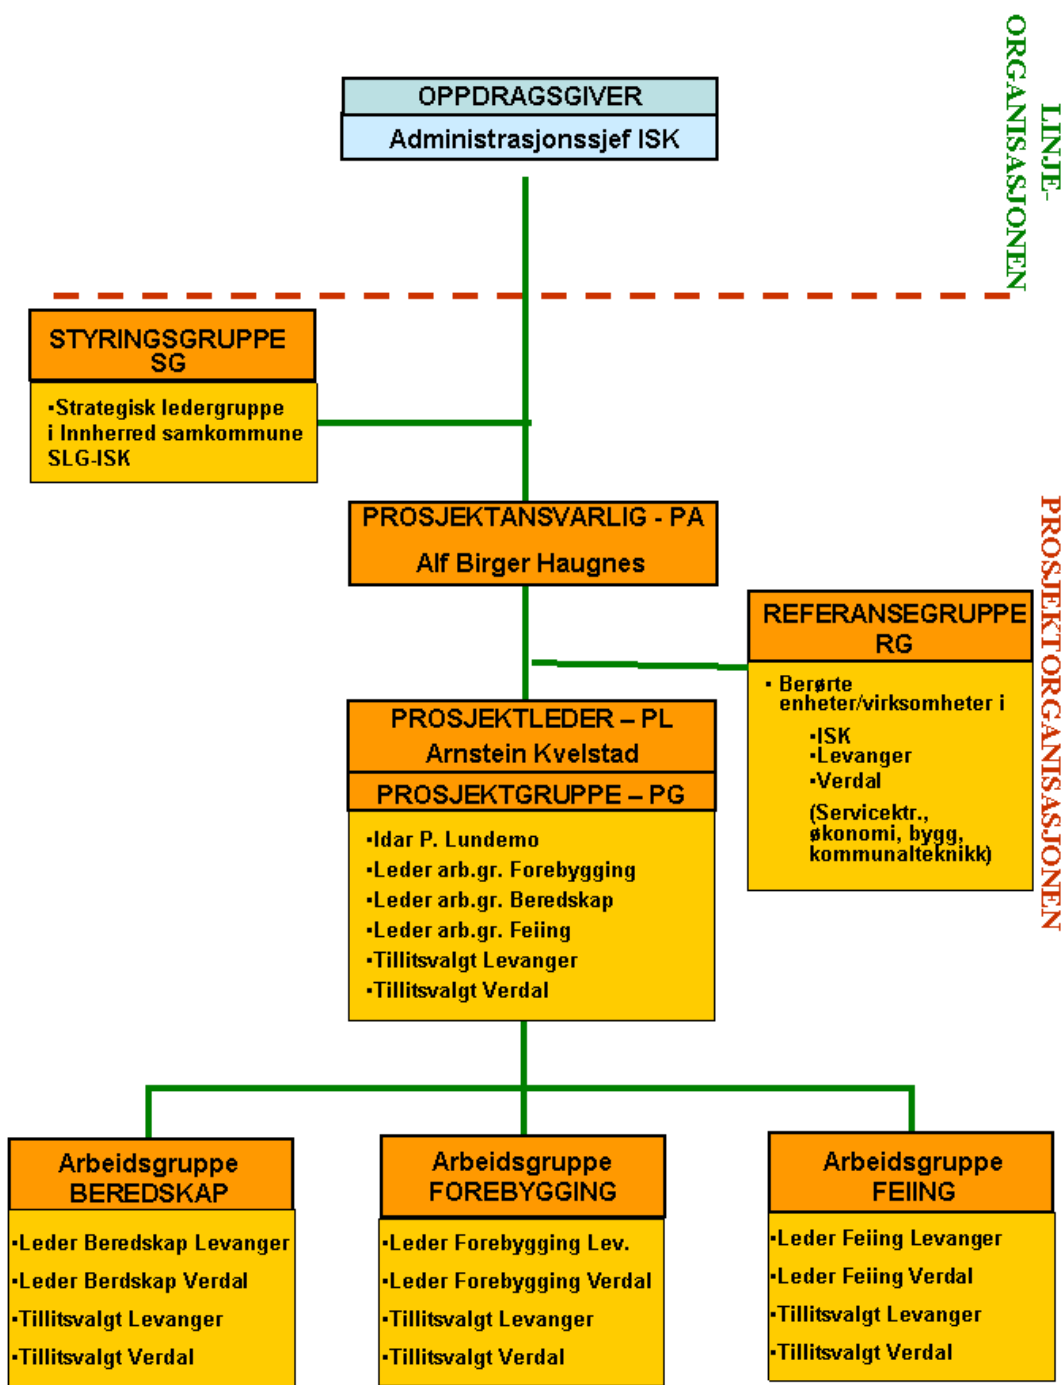 LINJE-
ORGANISASJONEN
OPPDRAGSGIVER
Administrasjonssjef ISK
STYRINGSGRUPPE
SG
▪Strategisk ledergruppe
i Innherred samkommune
SLG-ISK
PROSJEKTANSVARLIG - PA
Alf Birger Haugnes
PROSJEKTORGANISASJONEN
REFERANSEGRUPPE
RG
▪ Berørte
enheter/virksomheter i
▪ISK
▪Levanger
▪Verdal
(Servicektr.,
økonomi, bygg,
kommunalteknikk)
PROSJEKTLEDER – PL
Arnstein Kvelstad
PROSJEKTGRUPPE – PG
▪Idar P. Lundemo
▪Leder arb.gr. Forebygging
▪Leder arb.gr. Beredskap
▪Leder arb.gr. Feiing
▪Tillitsvalgt Levanger
▪Tillitsvalgt Verdal
Arbeidsgruppe
BEREDSKAP
▪Leder Beredskap Levanger
▪Leder Berdskap Verdal
▪Tillitsvalgt Levanger
▪Tillitsvalgt Verdal
Arbeidsgruppe
FOREBYGGING
▪Leder Forebygging Lev.
▪Leder Forebygging Verdal
▪Tillitsvalgt Levanger
▪Tillitsvalgt Verdal
Arbeidsgruppe
FEIING
▪Leder Feiing Levanger
▪Leder Feiing Verdal
▪Tillitsvalgt Levanger
▪Tillitsvalgt Verdal